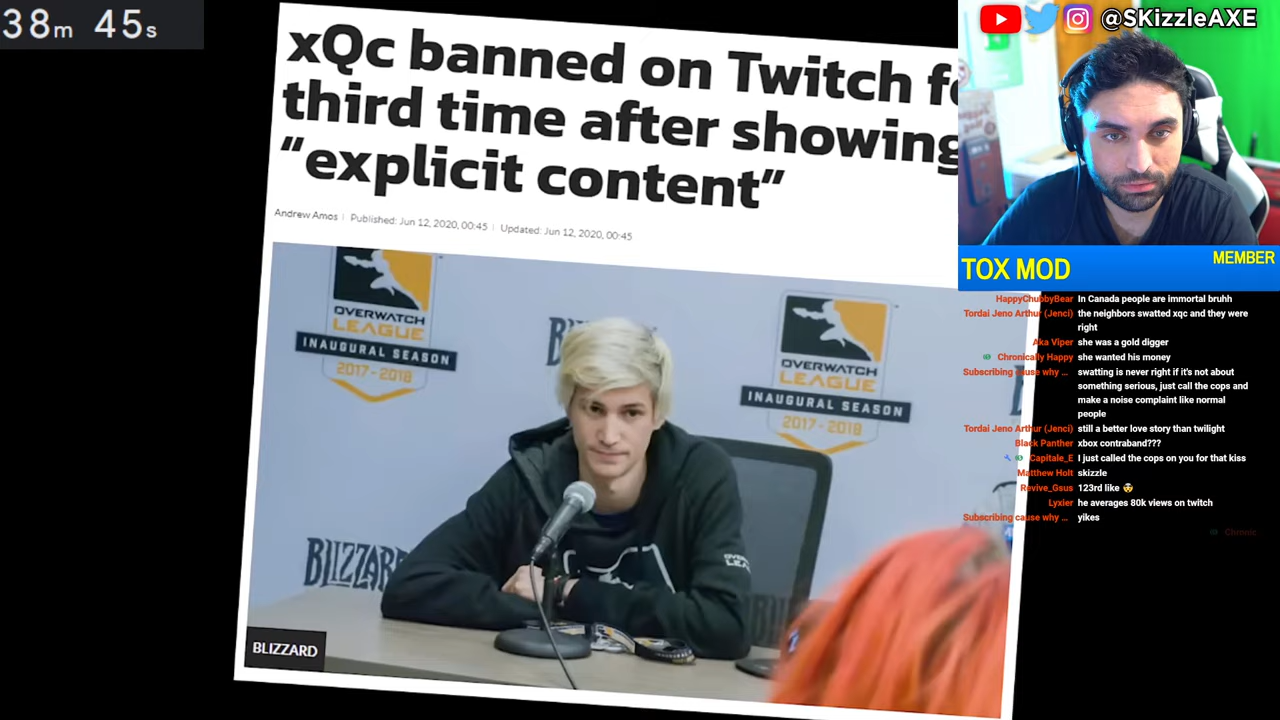 38m 45s
xQc banned on Twitch
third time after showing
“explicit content”
Andrew Amos | Published: Jun 12, 2020, 00:45 | Updated: Jun 12, 2020, 00:45
OVERWATCH
LEAGUE
INAUGURAL SEASON
2017 - 2018
OVERWATCH
LEAGUE
INAUGURAL SEASON
2017 - 2018
BLIZZARD
@SKizzleAXE
TOX MOD
MEMBER
HappyChubbyBear In Canada people are immortal bruhh
Tordai Jeno Arthur (Jenci) the neighbors swatted xqc and they were
right
Aka Viper she was a gold digger
Chronically Happy she wanted his money
Subscribing cause why ... swatting is never right if it's not about
something serious, just call the cops and
make a noise complaint like normal
people
Tordai Jeno Arthur (Jenci) still a better love story than twilight
Black Panther xbox contraband???
Capitale_E I just called the cops on you for that kiss
Matthew Holt skizzle
Revive_Gsus 123rd like 🤯
Lyxier he averages 80k views on twitch
Subscribing cause why ... yikes
Chronic